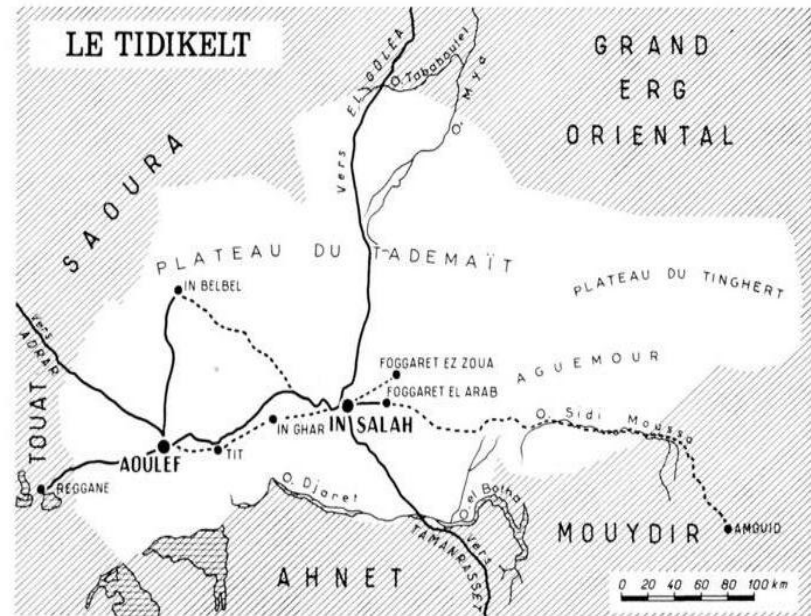 LE TIDIKELT
GRAND
ERG
ORIENTAL
O. Tababoulet
O. Mya
Vers EL GOLEA
SAOURA
PLATEAU DU TADEMAÏT
PLATEAU DU TINGHERT
IN BELBEL
Vers ADRAR
FOGGARET EZ ZOUA
AGUEMOUR
FOGGARET EL ARAB
TOUAT
IN GHAR
IN SALAH
O. Sidi Moussa
AOULEF
TIT
REGGANE
O. Djaret
O. el Botha
Vers TAMANRASSET
MOUYDIR
AMGUID
AHNET
0 20 40 60 80 100 km